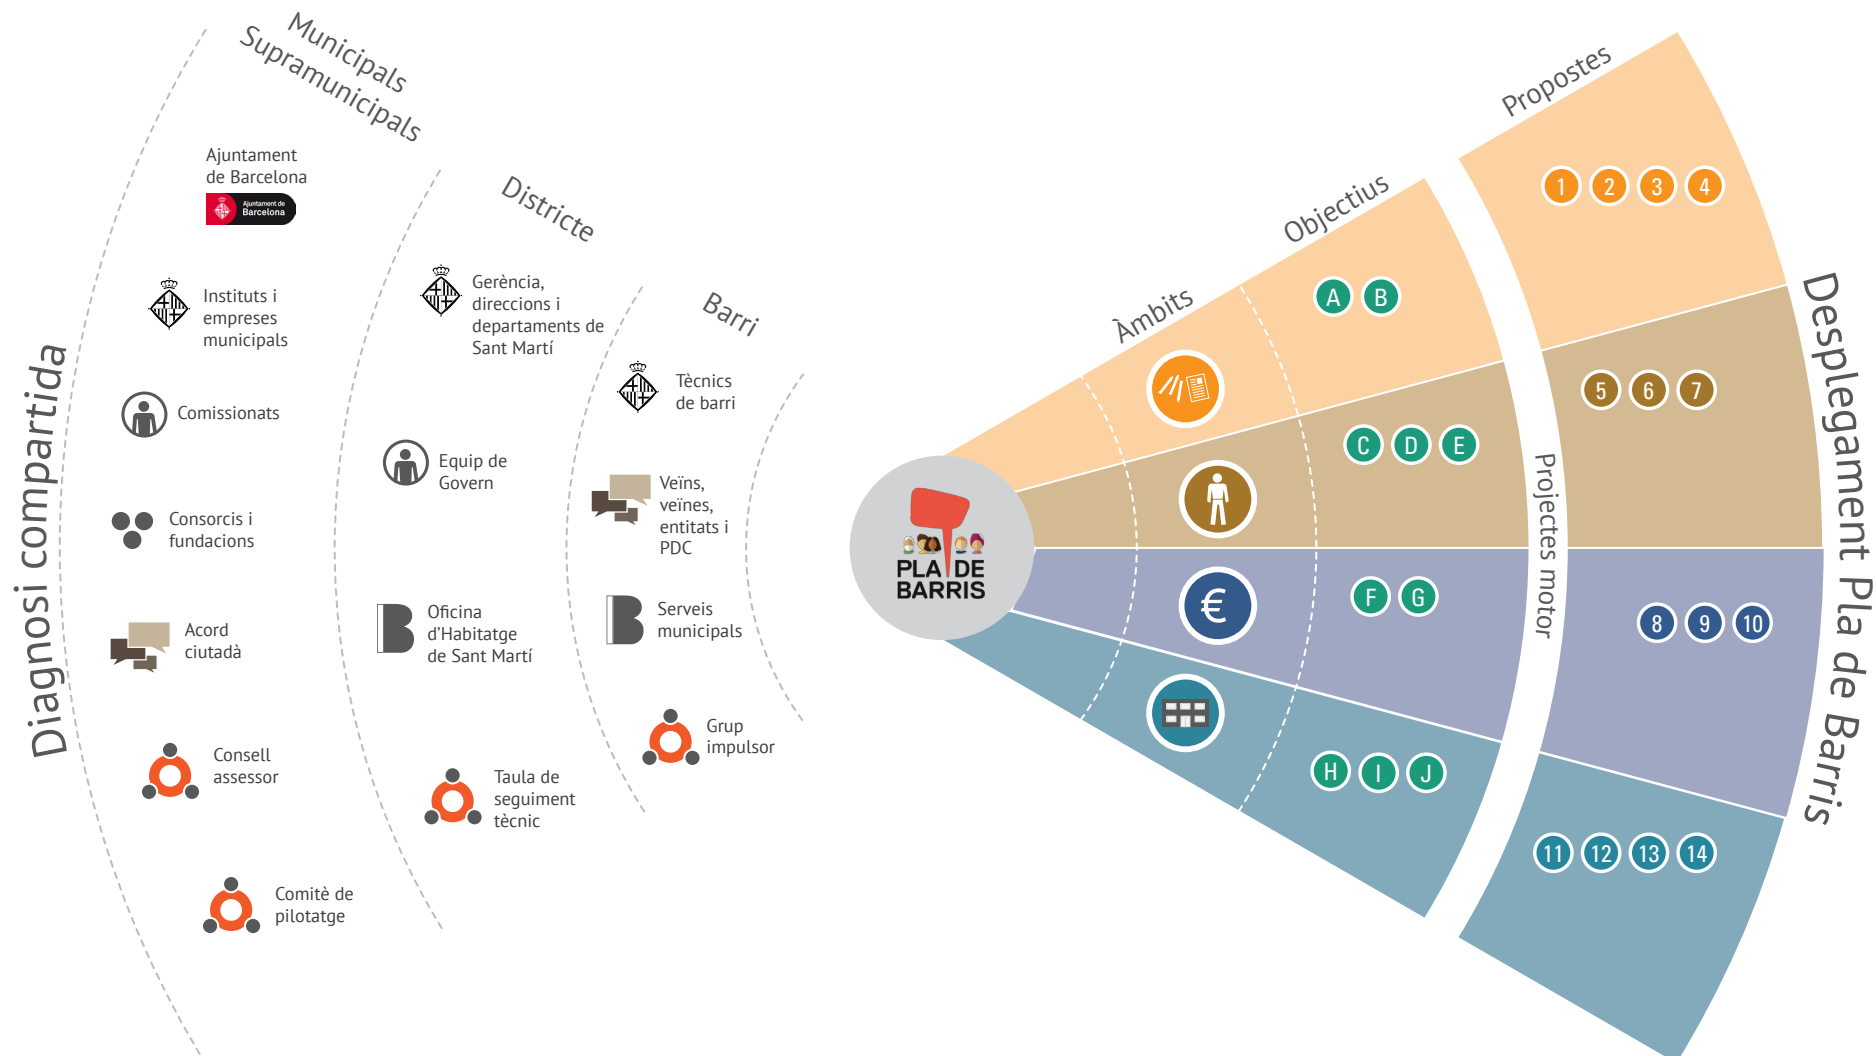 Diagnosi compartida
Municipals
Supramunicipals
Ajuntament
de Barcelona
Ajuntament de
Barcelona
Instituts i
empreses
municipals
Comissionats
Consorcis i
fundacions
Acord
ciutadà
Consell
assessor
Comitè de
pilotatge
Districte
Gerència,
direccions i
departaments de
Sant Martí
Equip de
Govern
Oficina
d'Habitatge
de Sant Martí
Taula de
seguiment
tècnic
Barri
Tècnics
de barri
Veïns,
veïnes,
entitats i
PDC
Serveis
municipals
Grup
impulsor
PLA DE
BARRIS
Àmbits
€
Objectius
A B
C D E
F G
H I J
Projectes motor
Propostes
1 2 3 4
5 6 7
8 9 10
11 12 13 14
Desplegament Pla de Barris